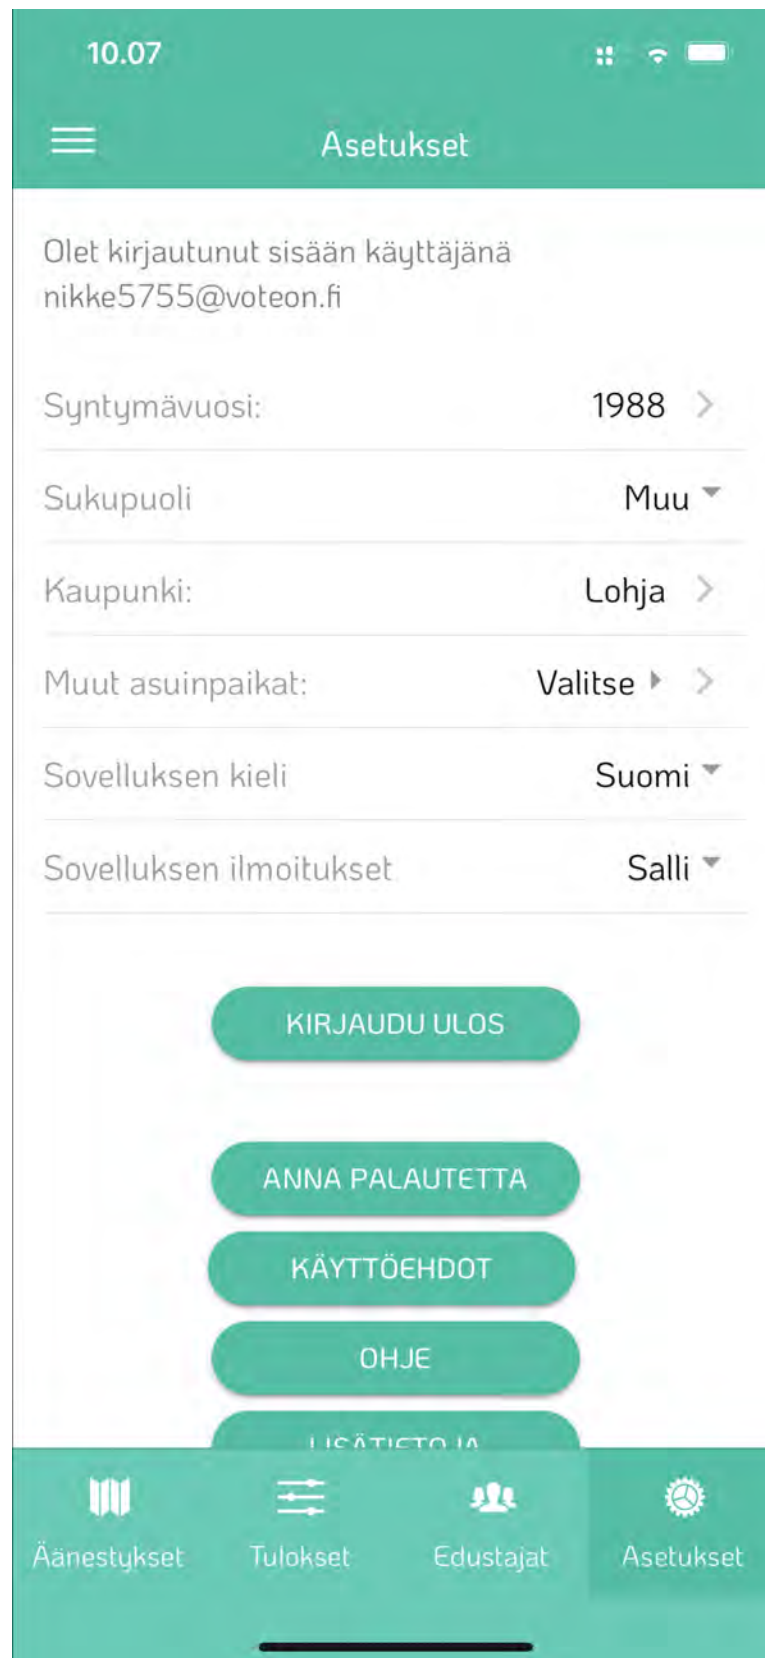 10.07
Asetukset
Olet kirjautunut sisään käyttäjänä
nikke5755@voteon.fi
Syntymävuosi: 1988
Sukupuoli Muu
Kaupunki: Lohja
Muut asuinpaikat: Valitse
Sovelluksen kieli Suomi
Sovelluksen ilmoitukset Salli
KIRJAUDU ULOS
ANNA PALAUTETTA
KÄYTTÖEHDOT
OHJE
LISÄTIETOJA
Äänestykset Tulokset Edustajat Asetukset